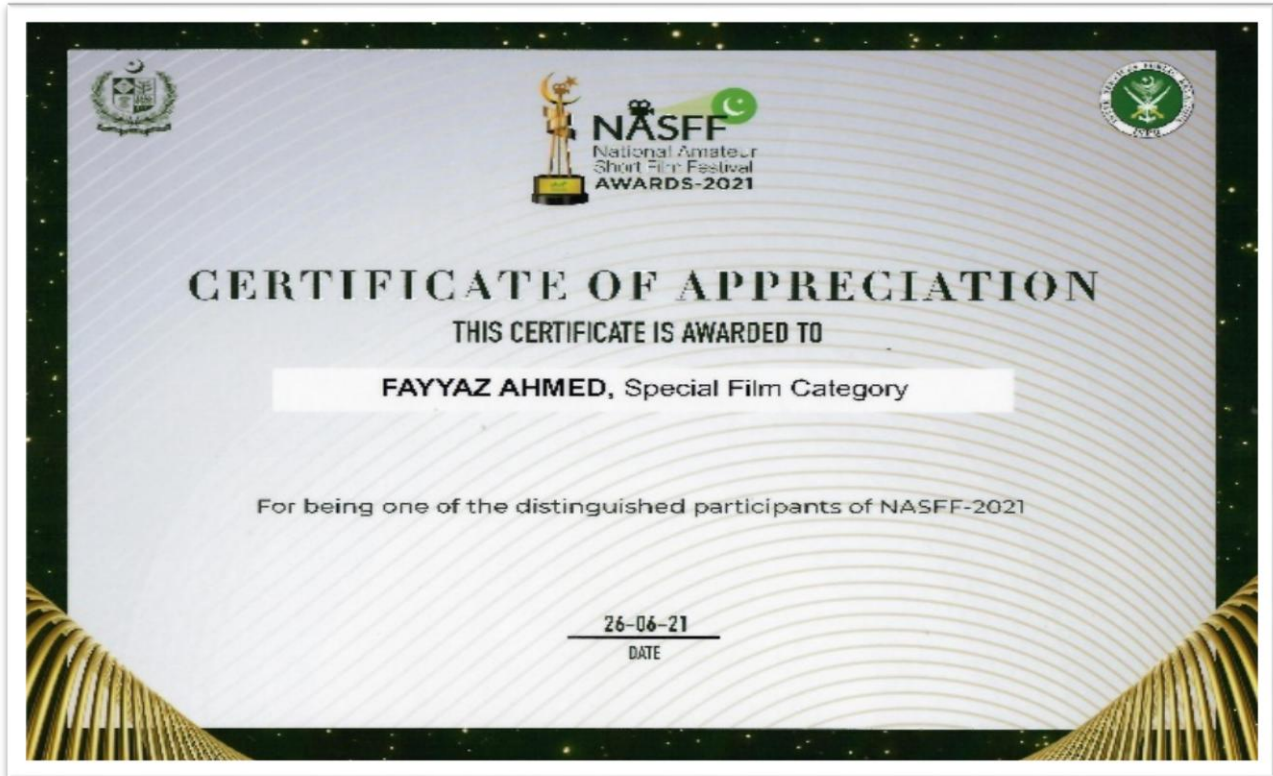 NASFF
National Amateur
Short Film Festival
AWARDS-2021
CERTIFICATE OF APPRECIATION
THIS CERTIFICATE IS AWARDED TO
FAYYAZ AHMED, Special Film Category
For being one of the distinguished participants of NASFF-2021
26-06-21
DATE